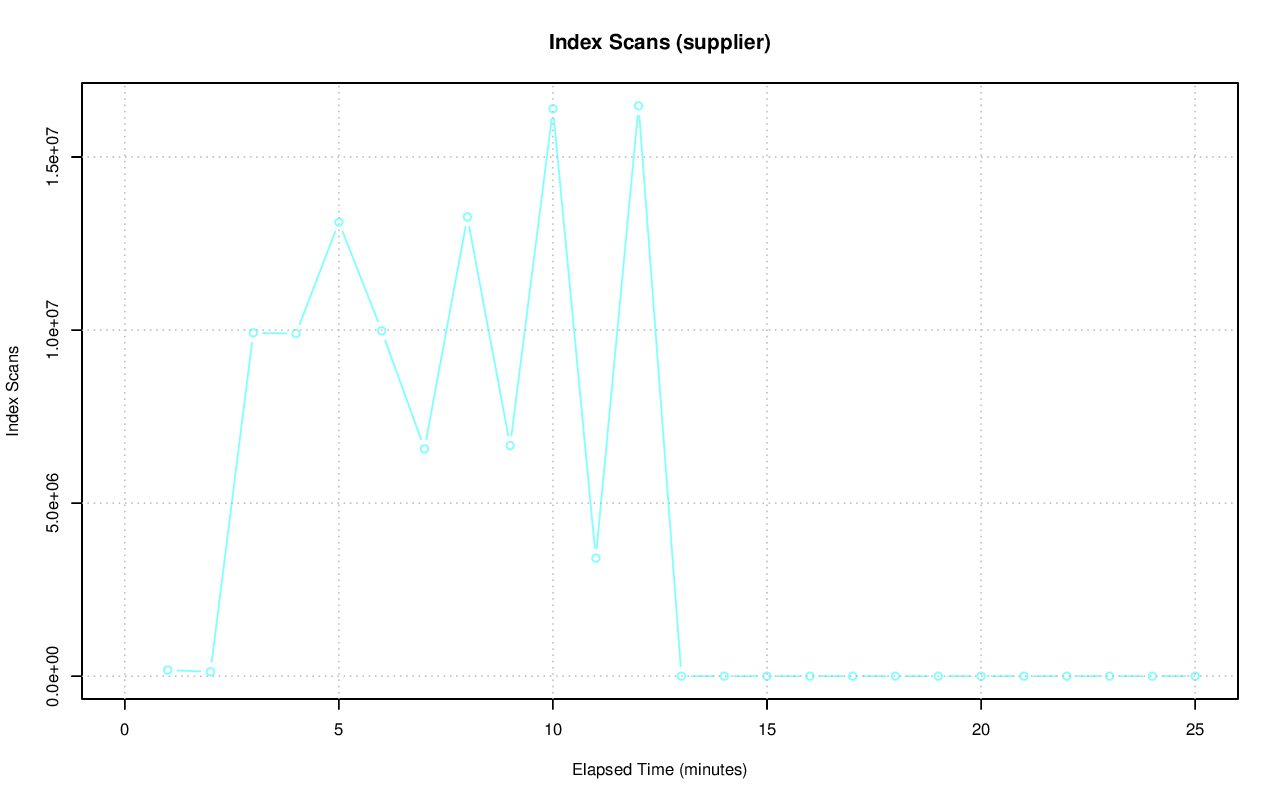 Index Scans (supplier)
1.5e+07
1.0e+07
5.0e+06
0.0e+00
Index Scans
0 5 10 15 20 25
Elapsed Time (minutes)